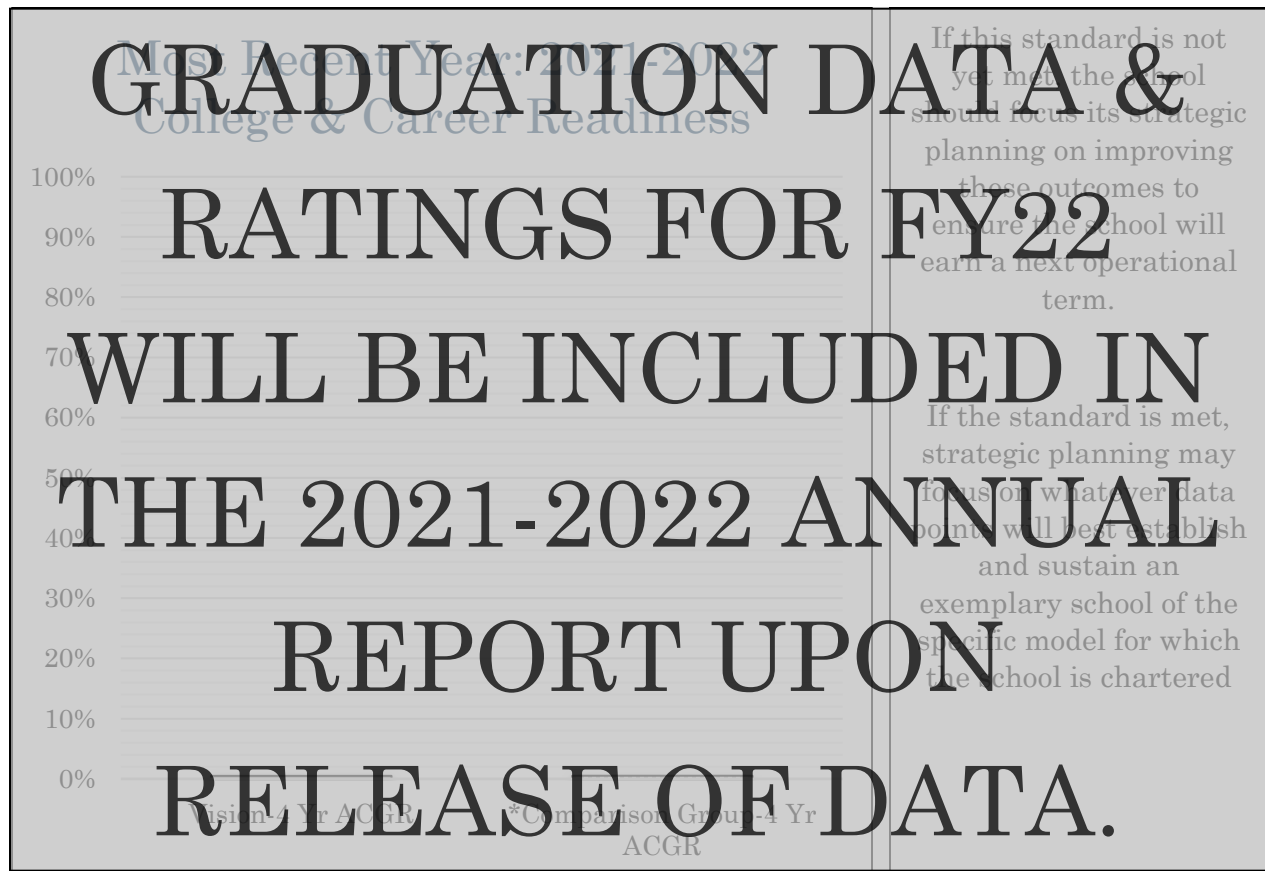 GRADUATION DATA &
RATINGS FOR FY22
WILL BE INCLUDED IN
THE 2021-2022 ANNUAL
REPORT UPON
RELEASE OF DATA.
Most Recent Year: 2021-2022
College & Career Readiness
100%
90%
80%
70%
60%
50%
40%
30%
20%
10%
0%
Vision-4 Yr ACGR
*Comparison Group-4 Yr
ACGR
If this standard is not
yet met, the school
should focus its strategic
planning on improving
these outcomes to
ensure the school will
earn a next operational
term.
If the standard is met,
strategic planning may
focus on whatever data
points will best establish
and sustain an
exemplary school of the
specific model for which
the school is chartered